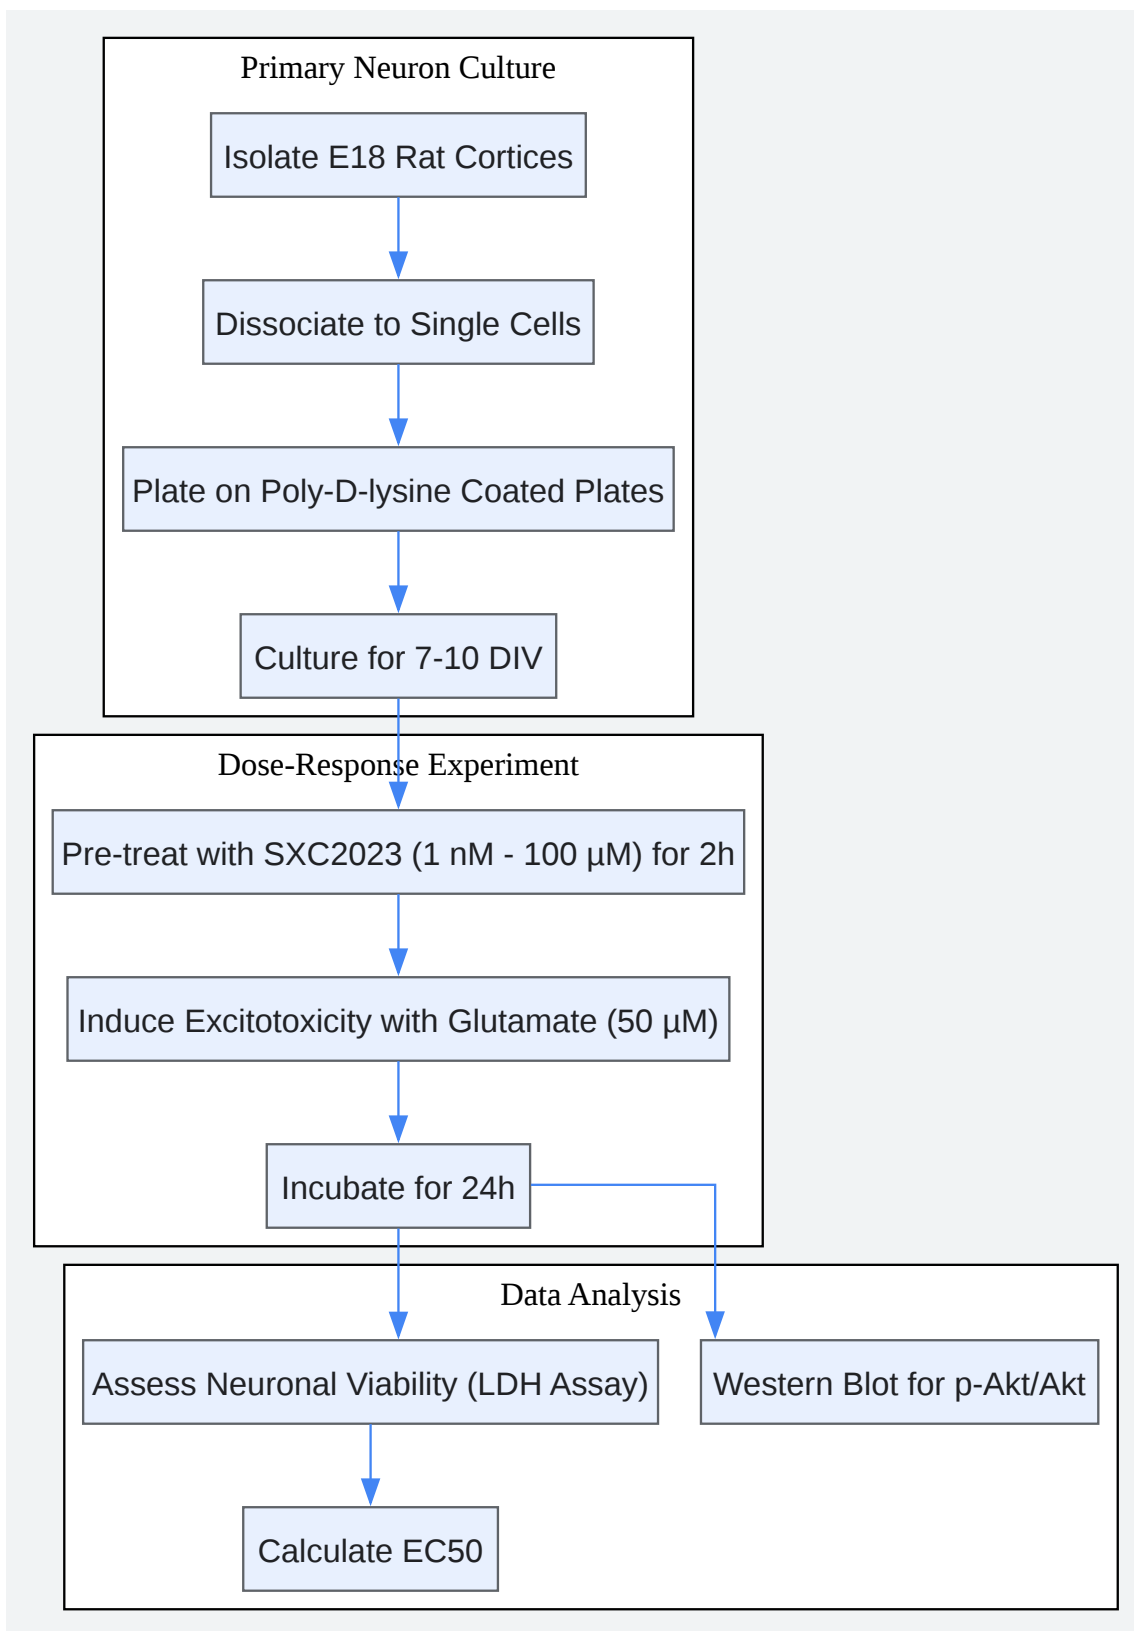 Primary Neuron Culture
Isolate E18 Rat Cortices
Dissociate to Single Cells
Plate on Poly-D-lysine Coated Plates
Culture for 7-10 DIV
Dose-Response Experiment
Pre-treat with SXC2023 (1 nM - 100 µM) for 2h
Induce Excitotoxicity with Glutamate (50 µM)
Incubate for 24h
Data Analysis
Assess Neuronal Viability (LDH Assay)
Western Blot for p-Akt/Akt
Calculate EC50